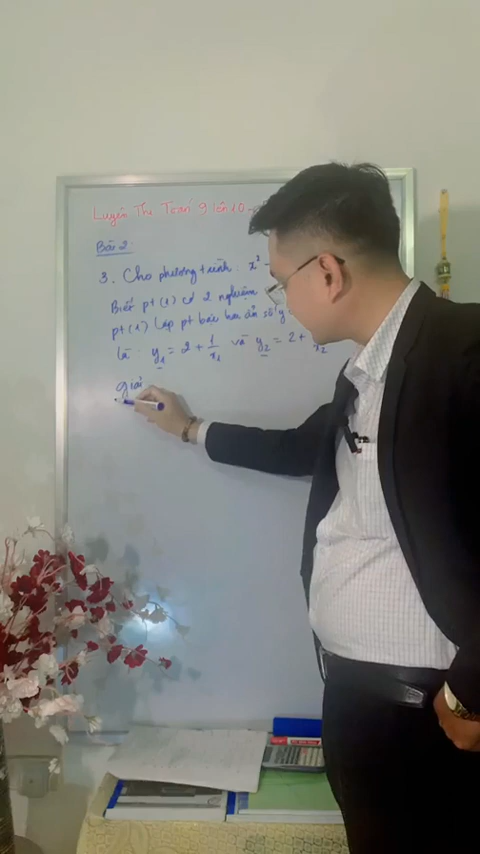 Luyện Thi Toán 9 lên 10
Bài 2
3. Cho phương trình: x² -
Biết pt (1) có 2 nghiệm
pt (1) Lập pt bậc hai ẩn số y
là y₁ = 2 + 1/x₁ và y₂ = 2 + /x₂
giải